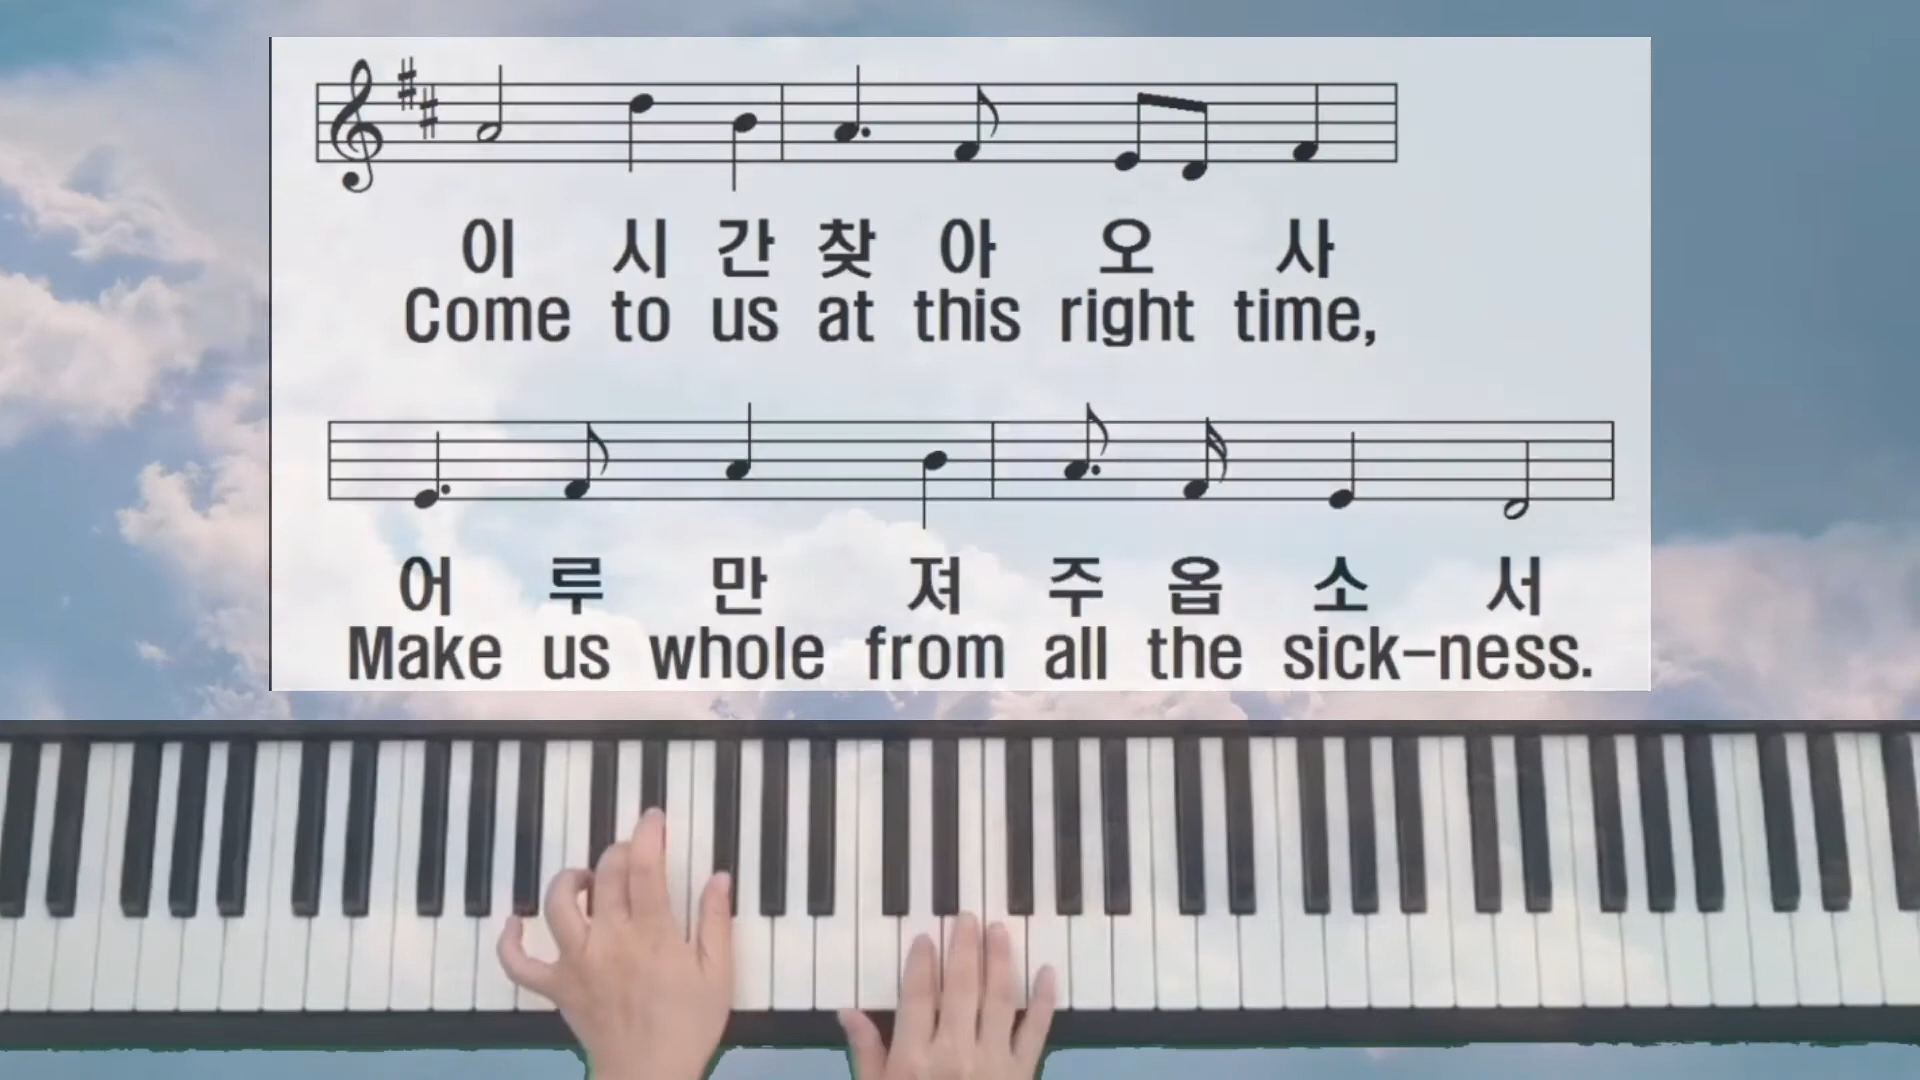 이 시 간 찾 아 오 사
Come to us at this right time,
어 루 만 져 주 옵 소 서
Make us whole from all the sick-ness.